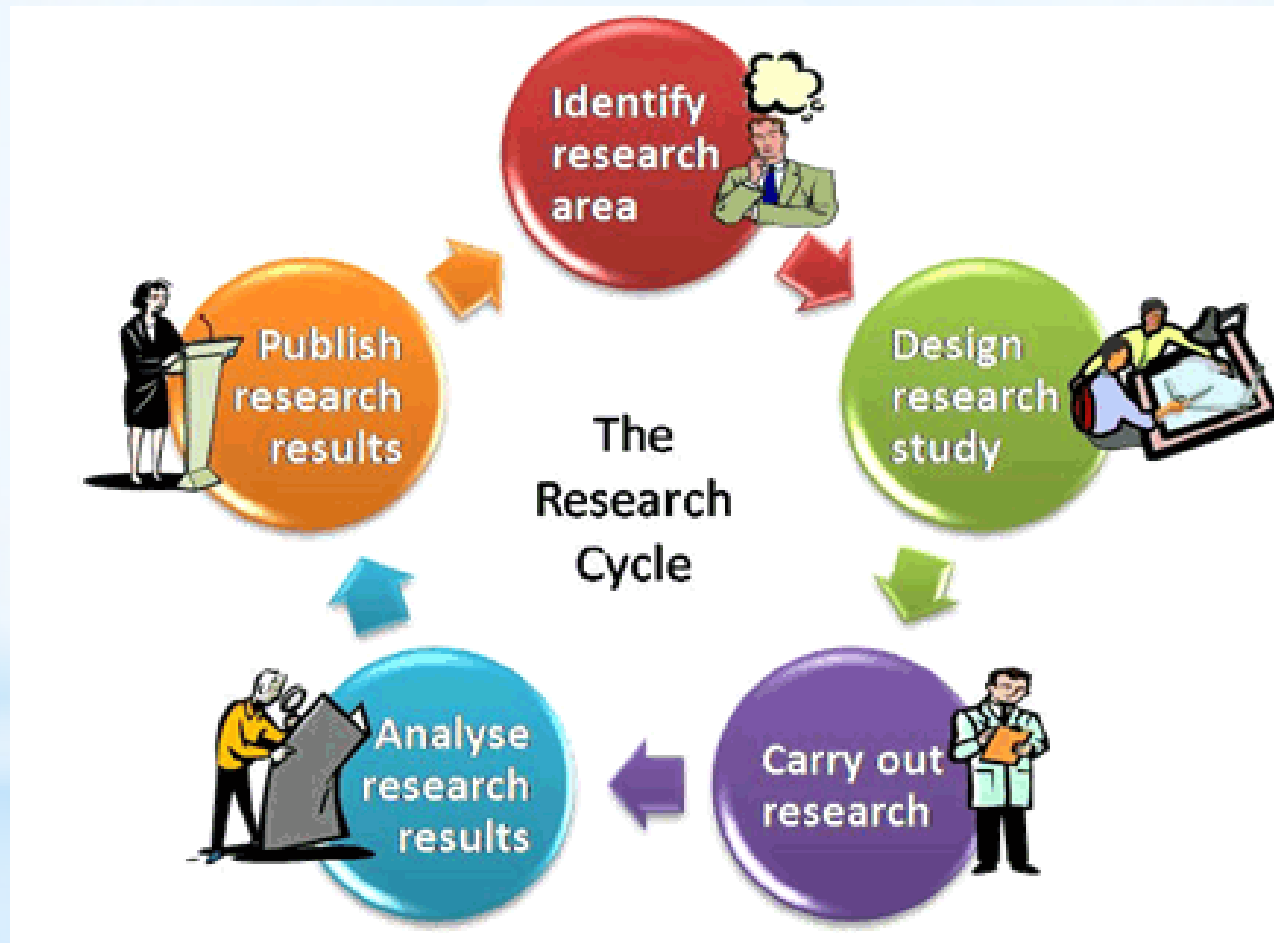 Identify
research
area
Design
research
study
Carry out
research
Analyse
research
results
Publish
research
results
The
Research
Cycle